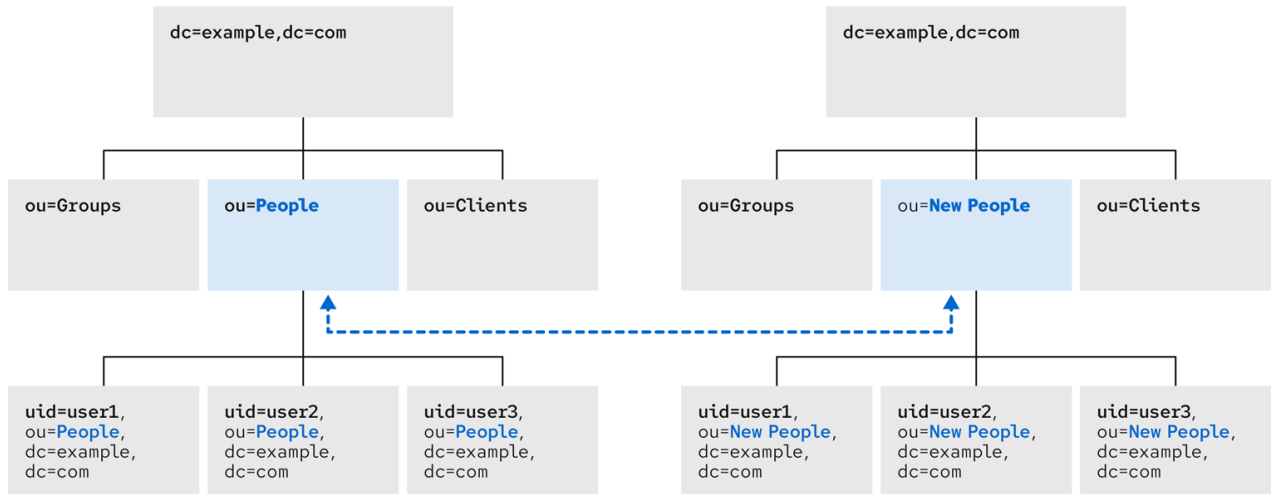 dc=example,dc=com
ou=Groups
ou=People
ou=Clients
uid=user1,
ou=People,
dc=example,
dc=com
uid=user2,
ou=People,
dc=example,
dc=com
uid=user3,
ou=People,
dc=example,
dc=com
dc=example,dc=com
ou=Groups
ou=New People
ou=Clients
uid=user1,
ou=New People,
dc=example,
dc=com
uid=user2,
ou=New People,
dc=example,
dc=com
uid=user3,
ou=New People,
dc=example,
dc=com